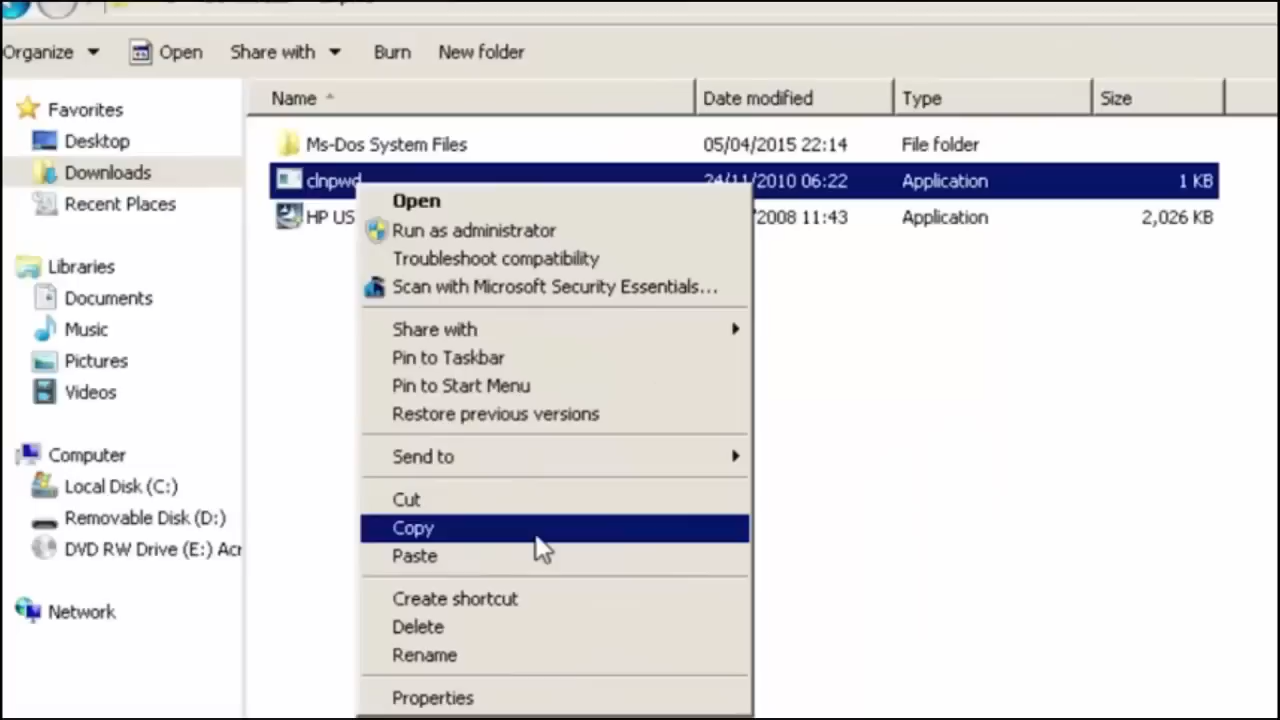 Organize Open Share with Burn New folder
Name Date modified Type Size
Favorites
Desktop
Downloads
Recent Places
Libraries
Documents
Music
Pictures
Videos
Computer
Local Disk (C:)
Removable Disk (D:)
DVD RW Drive (E:) Acr
Network
Ms-Dos System Files 05/04/2015 22:14 File folder
clnpwd 24/11/2010 06:22 Application 1 KB
HP US /2008 11:43 Application 2,026 KB
Open
Run as administrator
Troubleshoot compatibility
Scan with Microsoft Security Essentials...
Share with
Pin to Taskbar
Pin to Start Menu
Restore previous versions
Send to
Cut
Copy
Paste
Create shortcut
Delete
Rename
Properties